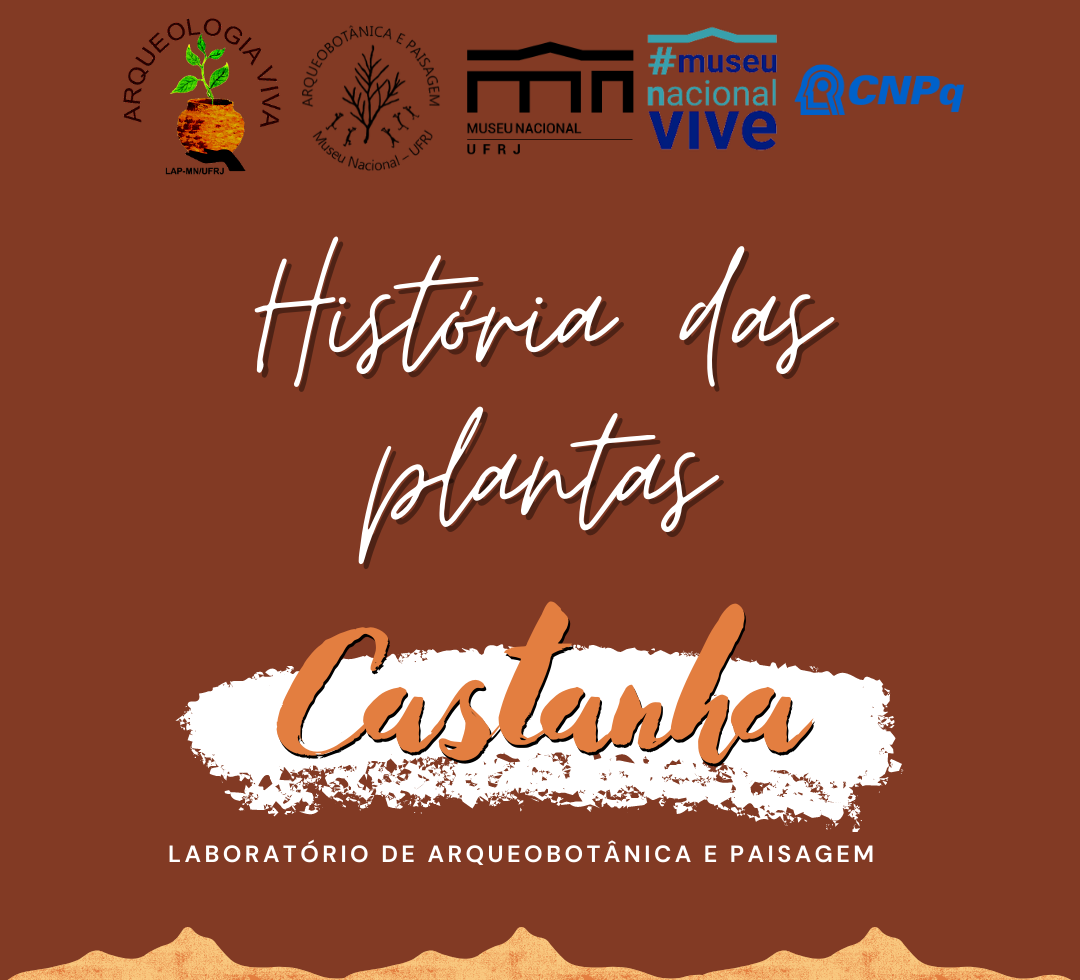 ARQUEOLOGIA VIVA
LAP-MN/UFRJ
ARQUEOBOTÂNICA E PAISAGEM
Museu Nacional – UFRJ
MUSEU NACIONAL
UFRJ
#museu
nacional
vive
CNPq
História das
plantas
Castanha
LABORATÓRIO DE ARQUEOBOTÂNICA E PAISAGEM